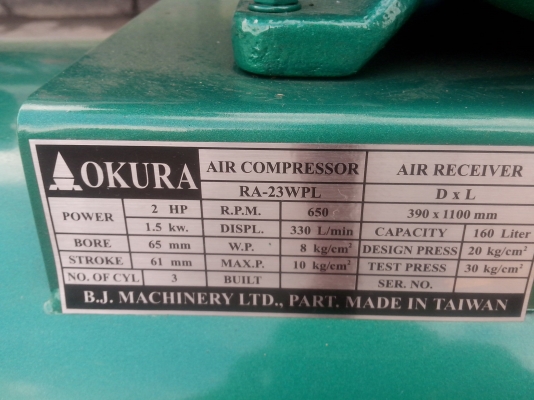 OKURA AIR COMPRESSOR AIR RECEIVER
RA-23WPL D x L
POWER 2 HP R.P.M. 650 390 x 1100 mm
1.5 kw. DISPL. 330 L/min CAPACITY 160 Liter
BORE 65 mm W.P. 8 kg/cm² DESIGN PRESS 20 kg/cm²
STROKE 61 mm MAX.P. 10 kg/cm² TEST PRESS 30 kg/cm²
NO. OF CYL 3 BUILT SER. NO.
B.J. MACHINERY LTD., PART. MADE IN TAIWAN